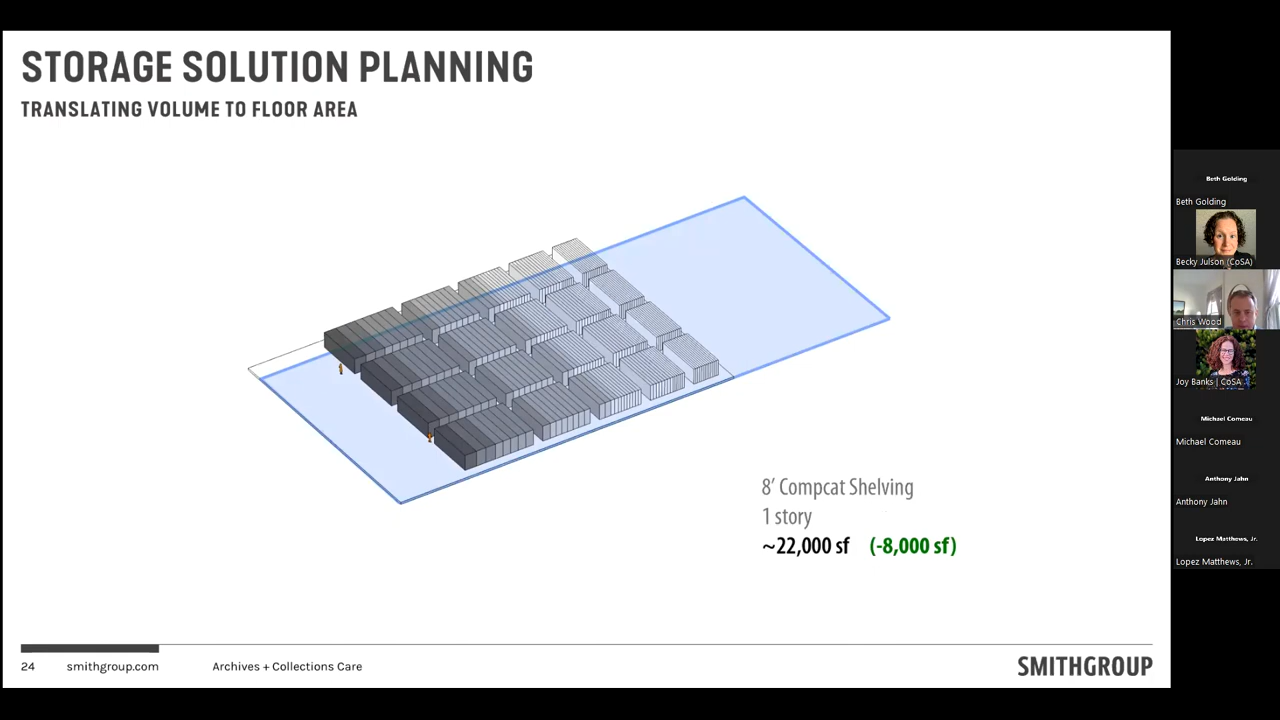 STORAGE SOLUTION PLANNING
TRANSLATING VOLUME TO FLOOR AREA
8' Compcat Shelving
1 story
~22,000 sf (-8,000 sf)
24 smithgroup.com Archives + Collections Care SMITHGROUP
Beth Golding
Beth Golding
Becky Julson (CoSA)
Chris Wood
Joy Banks | CoSA
Michael Comeau
Michael Comeau
Anthony Jahn
Anthony Jahn
Lopez Matthews, Jr.
Lopez Matthews, Jr.